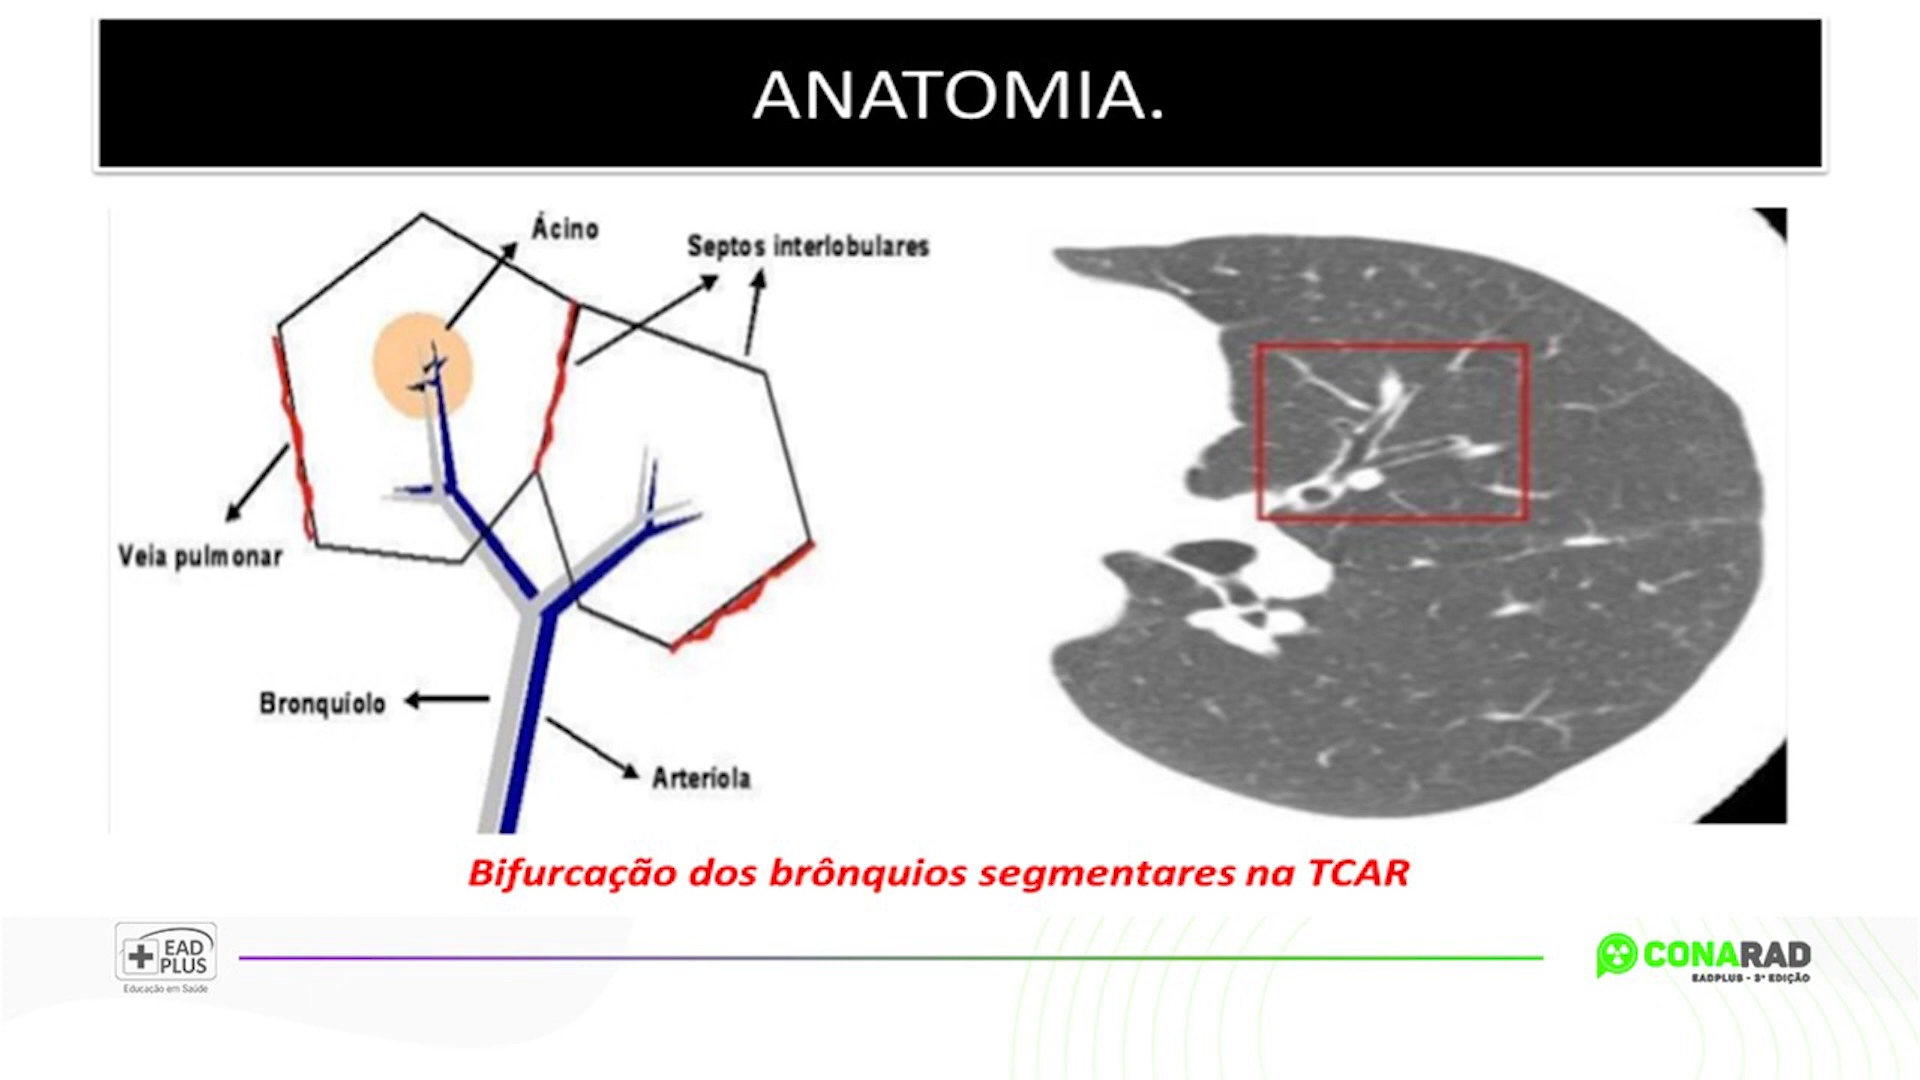 ANATOMIA.
Ácino
Septos interlobulares
Veia pulmonar
Bronquíolo
Arteríola
Bifurcação dos brônquios segmentares na TCAR
EAD
PLUS
Educação em Saúde
CONARAD
EADPLUS - 3ª EDIÇÃO